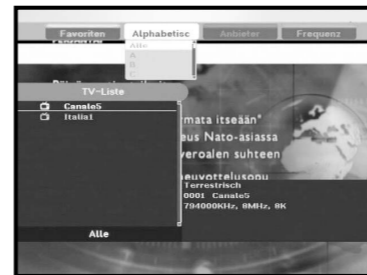 Favoriten Alphabetisc Anbieter Frequenz
Alle
A
B
C
TV-Liste
Canale5
Italia1
mata itseään"
eus Nato-asiassa
veroalen suhteen
Terrestrisch
0001 Canale5
794000KHz, 8MHz, 8K
Alle